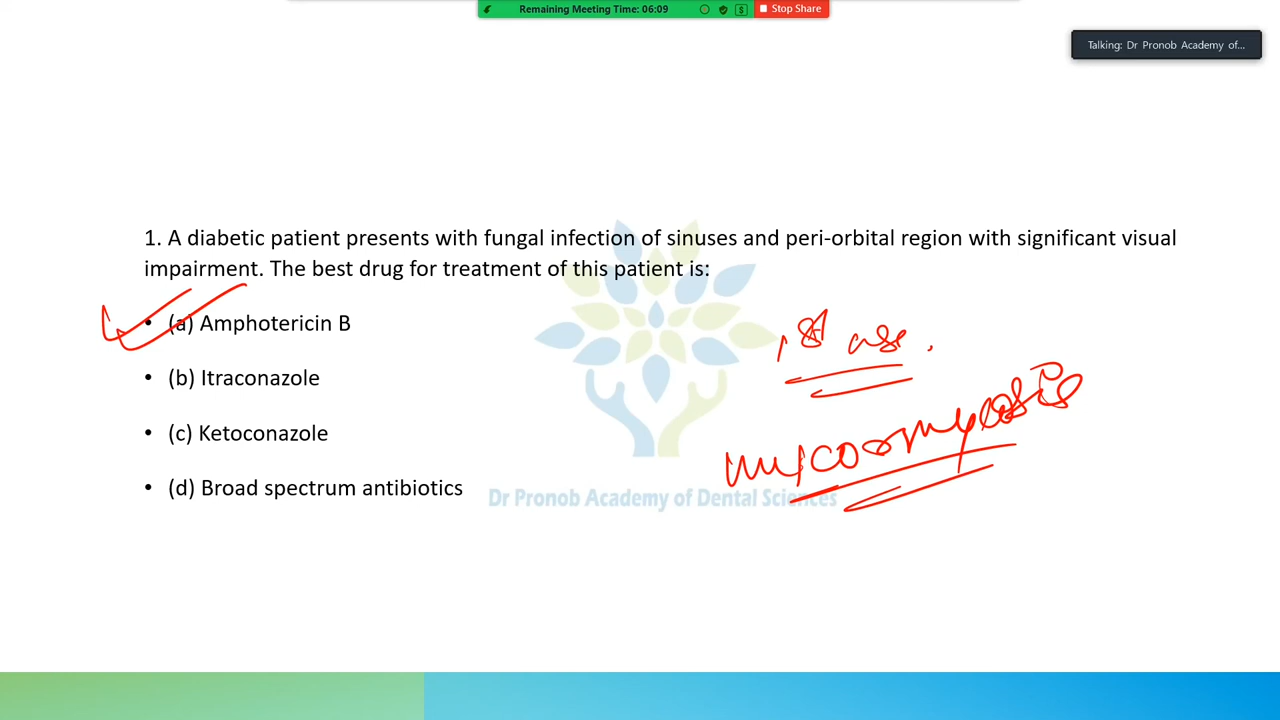 Remaining Meeting Time: 06:09
Stop Share
Talking: Dr Pronob Academy of...
1. A diabetic patient presents with fungal infection of sinuses and peri-orbital region with significant visual
impairment. The best drug for treatment of this patient is:
• (a) Amphotericin B
• (b) Itraconazole
• (c) Ketoconazole
• (d) Broad spectrum antibiotics
1st
Dr Pronob Academy of Dental Sciences